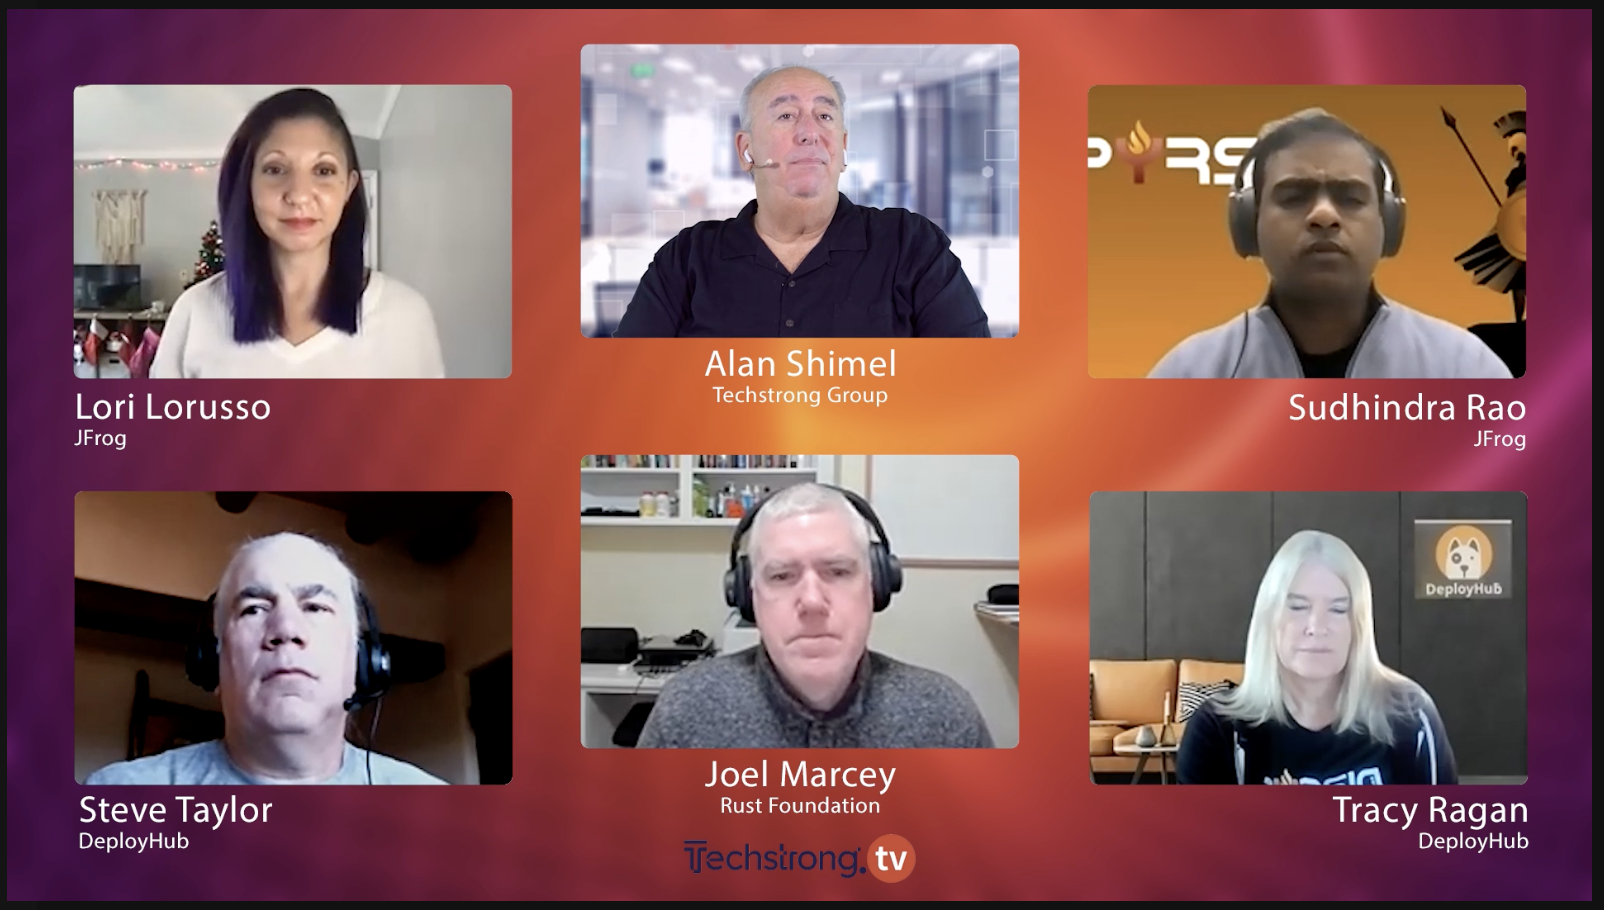 Alan Shimel
Techstrong Group
Lori Lorusso
JFrog
PYRS
Sudhindra Rao
JFrog
DeployHub
Steve Taylor
DeployHub
Joel Marcey
Rust Foundation
Tracy Ragan
DeployHub
Techstrong.tv